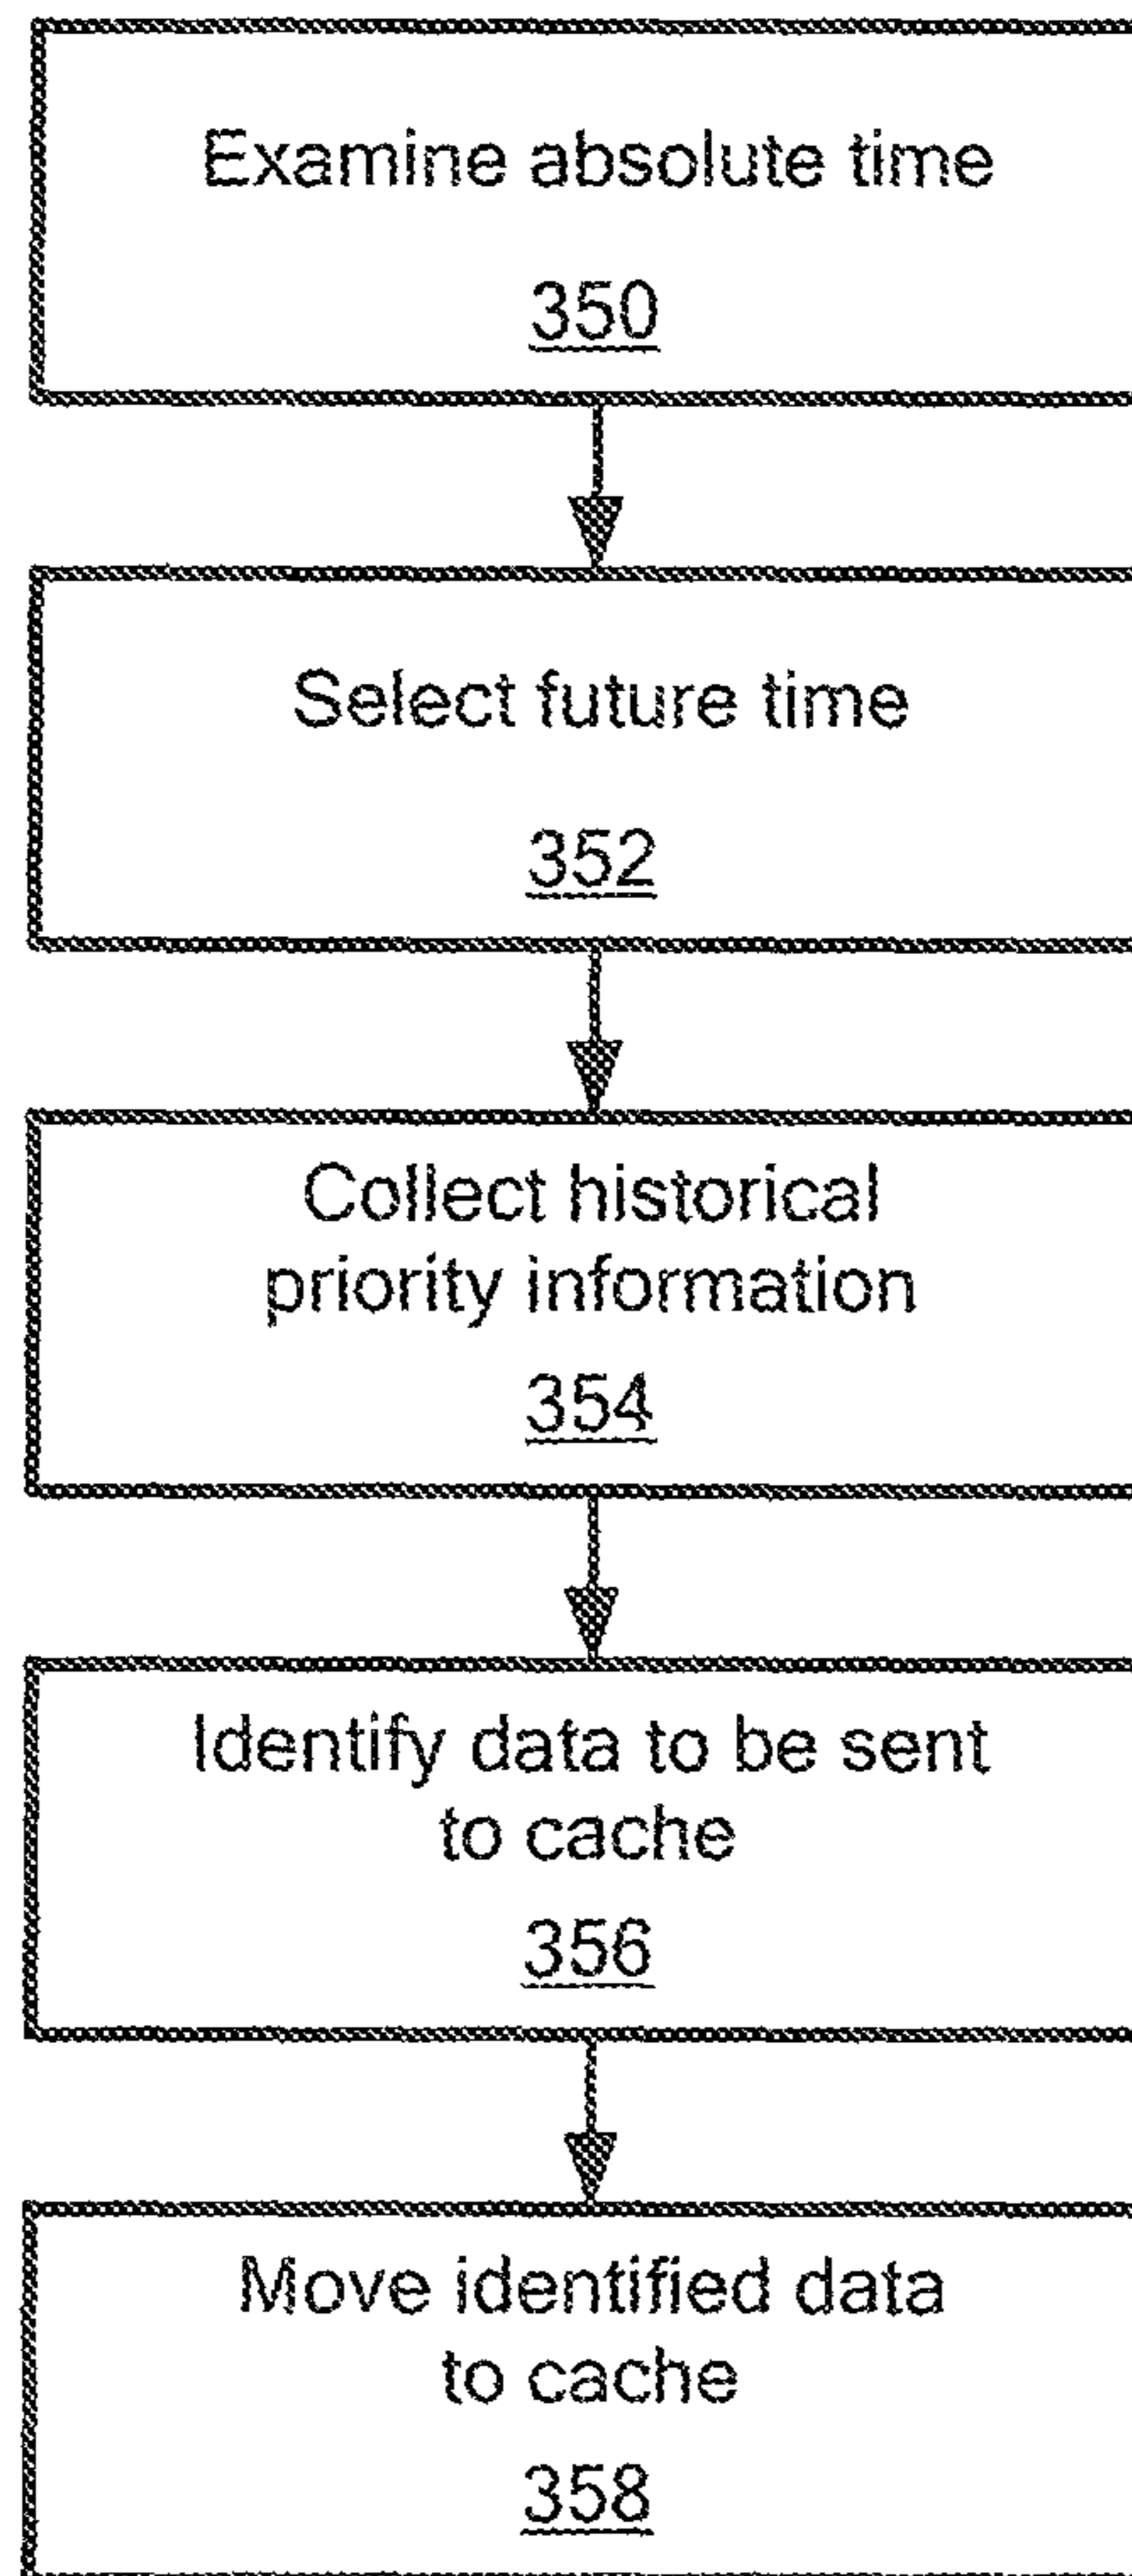 Examine absolute time
350
Select future time
352
Collect historical
priority information
354
Identify data to be sent
to cache
356
Move identified data
to cache
358